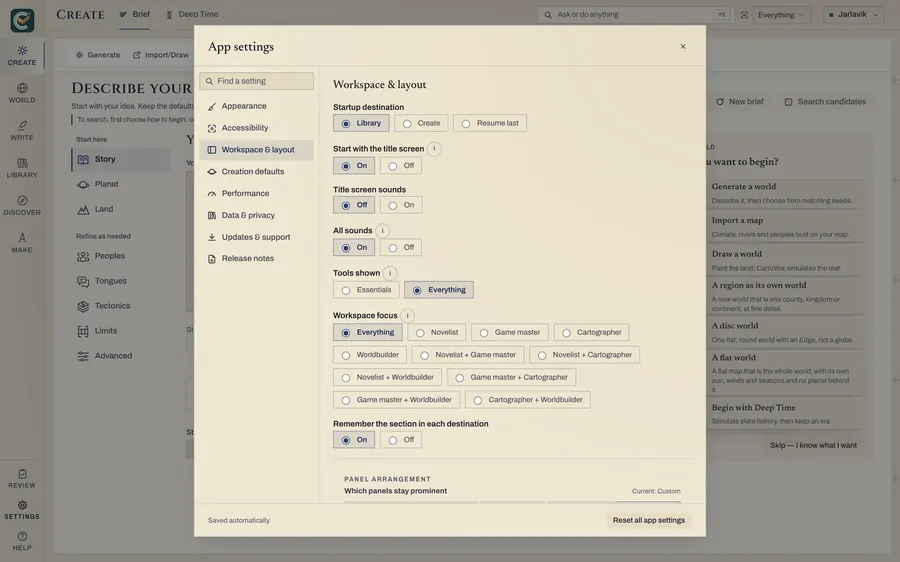 CREATE
Brief
Deep Time
Ask or do anything
⌘K
Everything
Jarlavik
CREATE
WORLD
WRITE
LIBRARY
DISCOVER
MAKE
REVIEW
SETTINGS
HELP
Generate
Import/Draw
New brief
Search candidates
DESCRIBE YOUR
Start with your idea. Keep the defaults
To search, first choose how to begin, o
Start here
Story
Planet
Land
Refine as needed
Peoples
Tongues
Tectonics
Limits
Advanced
App settings
×
Find a setting
Appearance
Accessibility
Workspace & layout
Creation defaults
Performance
Data & privacy
Updates & support
Release notes
Workspace & layout
Startup destination
Library
Create
Resume last
Start with the title screen i
On
Off
Title screen sounds
Off
On
All sounds i
On
Off
Tools shown i
Essentials
Everything
Workspace focus i
Everything
Novelist
Game master
Cartographer
Worldbuilder
Novelist + Game master
Novelist + Cartographer
Novelist + Worldbuilder
Game master + Cartographer
Game master + Worldbuilder
Cartographer + Worldbuilder
Remember the section in each destination
On
Off
PANEL ARRANGEMENT
Which panels stay prominent
Current: Custom
Saved automatically
Reset all app settings
LD
u want to begin?
Generate a world
Describe it, then choose from matching seeds.
Import a map
Climate, rivers and peoples built on your map.
Draw a world
Paint the land; CartoVox simulates the rest.
A region as its own world
A new world that is one county, kingdom or
continent, at fine detail.
A disc world
One flat, round world with an Edge, not a globe.
A flat world
A flat map that is the whole world, with its own
sun, winds and seasons and no planet behind
it.
Begin with Deep Time
Simulate plate history, then keep an era.
Skip — I know what I want